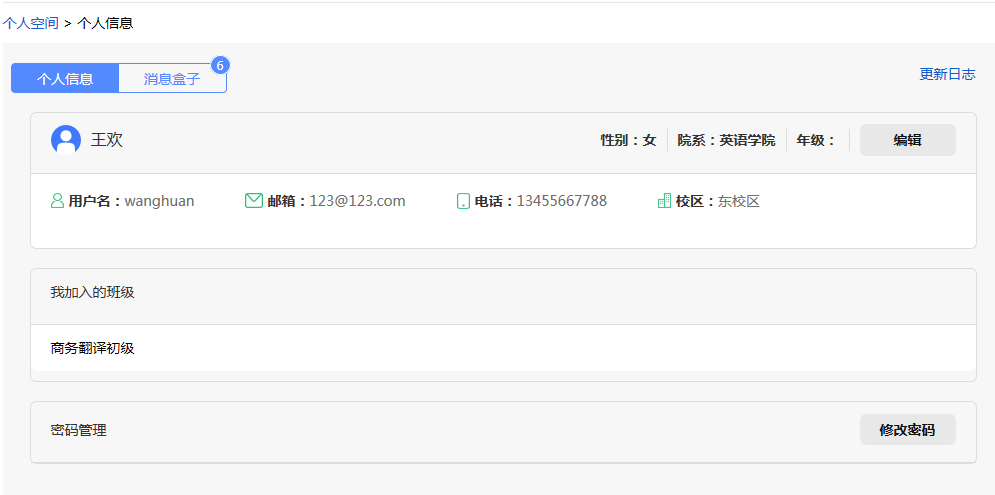 个人空间 > 个人信息
个人信息 消息盒子 6 更新日志
王欢 性别：女 院系：英语学院 年级： 编辑
用户名：wanghuan 邮箱：123@123.com 电话：13455667788 校区：东校区
我加入的班级
商务翻译初级
密码管理 修改密码